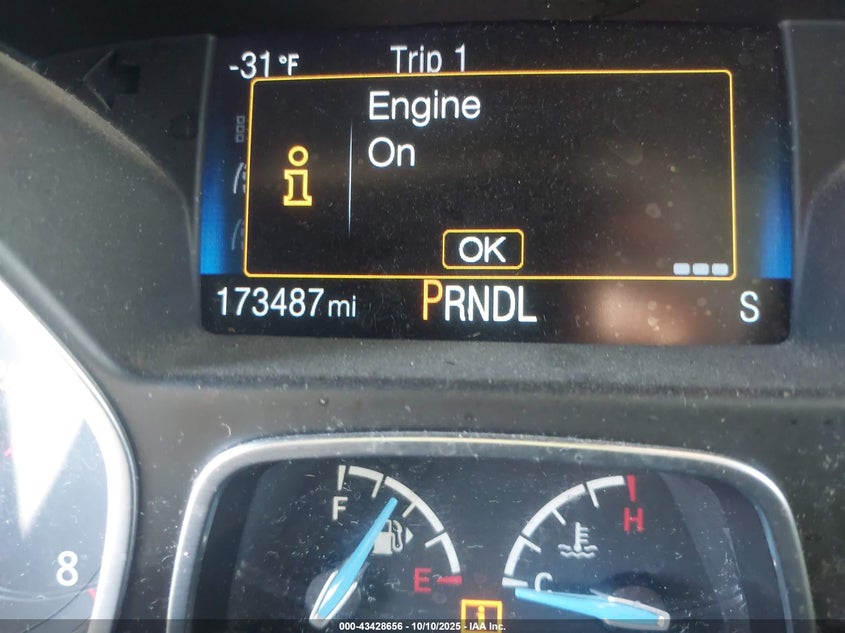 -31°F Trip 1
Engine
On
OK
173487 mi PRNDL S
F H
8 E C
000-43428656 - 10/10/2025 - IAA Inc.